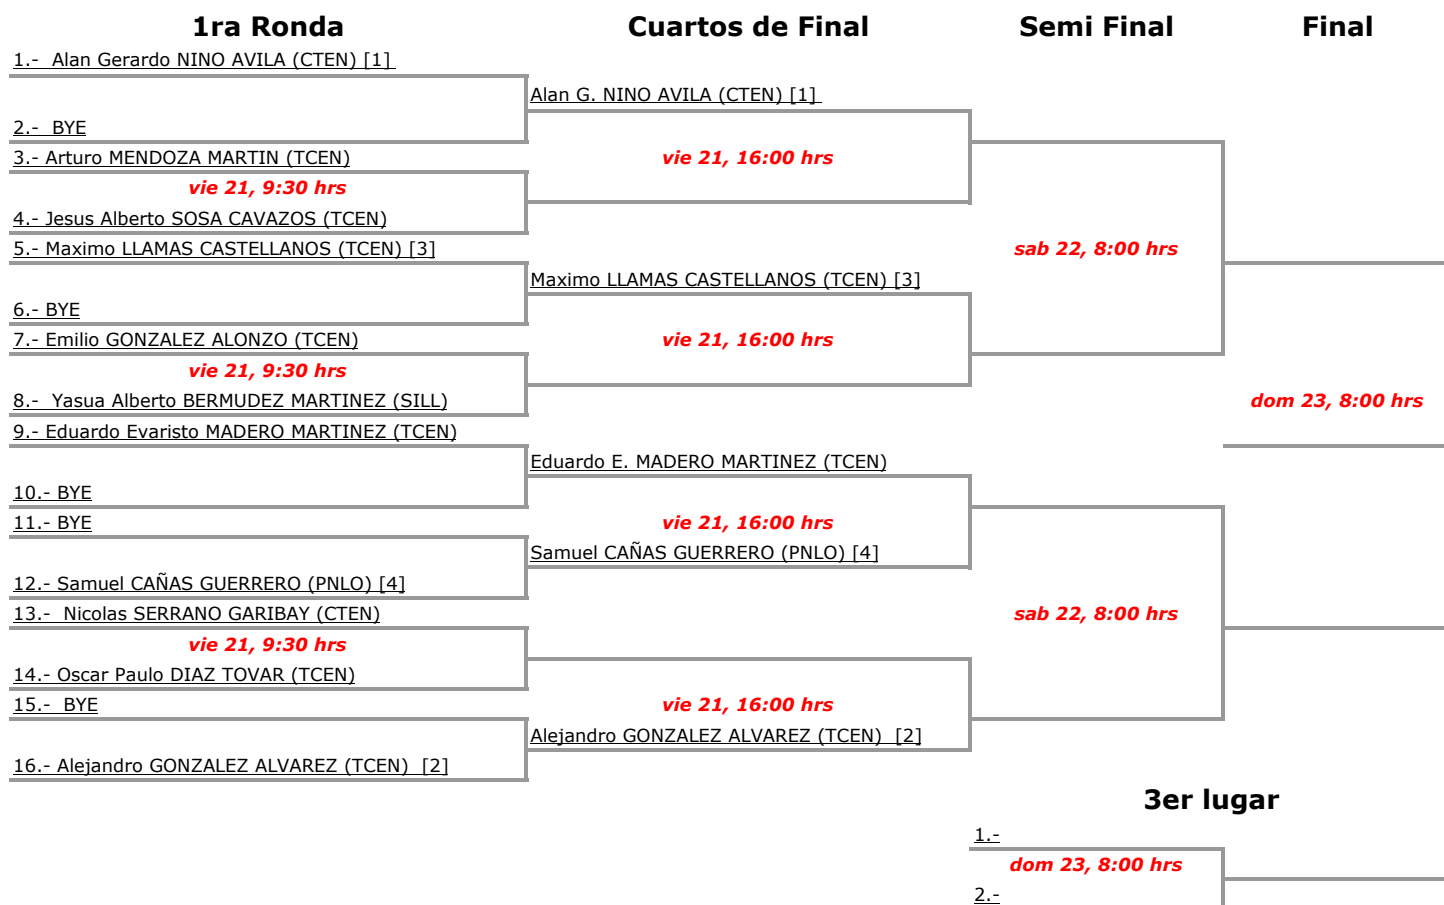 1ra Ronda Cuartos de Final Semi Final Final
1.-  Alan Gerardo NINO AVILA (CTEN) [1]
Alan G. NINO AVILA (CTEN) [1]
2.-  BYE
3.- Arturo MENDOZA MARTIN (TCEN)
vie 21, 16:00 hrs
vie 21, 9:30 hrs
4.- Jesus Alberto SOSA CAVAZOS (TCEN)
5.- Maximo LLAMAS CASTELLANOS (TCEN) [3]
sab 22, 8:00 hrs
Maximo LLAMAS CASTELLANOS (TCEN) [3]
6.- BYE
7.- Emilio GONZALEZ ALONZO (TCEN)
vie 21, 16:00 hrs
vie 21, 9:30 hrs
8.-  Yasua Alberto BERMUDEZ MARTINEZ (SILL)
dom 23, 8:00 hrs
9.- Eduardo Evaristo MADERO MARTINEZ (TCEN)
Eduardo E. MADERO MARTINEZ (TCEN)
10.- BYE
11.- BYE
vie 21, 16:00 hrs
Samuel CAÑAS GUERRERO (PNLO) [4]
12.- Samuel CAÑAS GUERRERO (PNLO) [4]
13.-  Nicolas SERRANO GARIBAY (CTEN)
sab 22, 8:00 hrs
vie 21, 9:30 hrs
14.- Oscar Paulo DIAZ TOVAR (TCEN)
15.-  BYE
vie 21, 16:00 hrs
Alejandro GONZALEZ ALVAREZ (TCEN)  [2]
16.- Alejandro GONZALEZ ALVAREZ (TCEN)  [2]
3er lugar
1.-
dom 23, 8:00 hrs
2.-